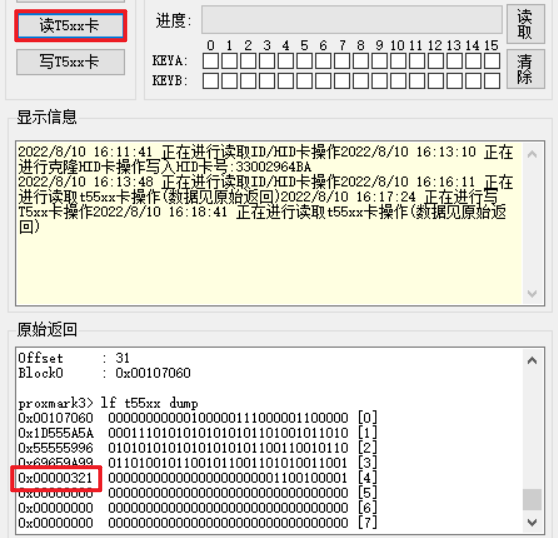 读T5xx卡
写T5xx卡
进度:
读取
0 1 2 3 4 5 6 7 8 9 10 11 12 13 14 15
KEYA:
KEYB:
清除
显示信息
2022/8/10 16:11:41 正在进行读取ID/HID卡操作2022/8/10 16:13:10 正在
进行克隆HID卡操作写入HID卡号:33002964BA
2022/8/10 16:13:48 正在进行读取ID/HID卡操作2022/8/10 16:16:11 正在
进行读取t55xx卡操作(数据见原始返回)2022/8/10 16:17:24 正在进行写
T5xx卡操作2022/8/10 16:18:41 正在进行读取t55xx卡操作(数据见原始返
回)
原始返回
Offset : 31
Block0 : 0x00107060
proxmark3> lf t55xx dump
0x00107060 00000000000100000111000001100000 [0]
0x1D555A5A 00011101010101010101101001011010 [1]
0x55555996 01010101010101010101100110010110 [2]
0x69659A99 01101001011001011001101010011001 [3]
0x00000321 00000000000000000000001100100001 [4]
0x00000000 00000000000000000000000000000000 [5]
0x00000000 00000000000000000000000000000000 [6]
0x00000000 00000000000000000000000000000000 [7]